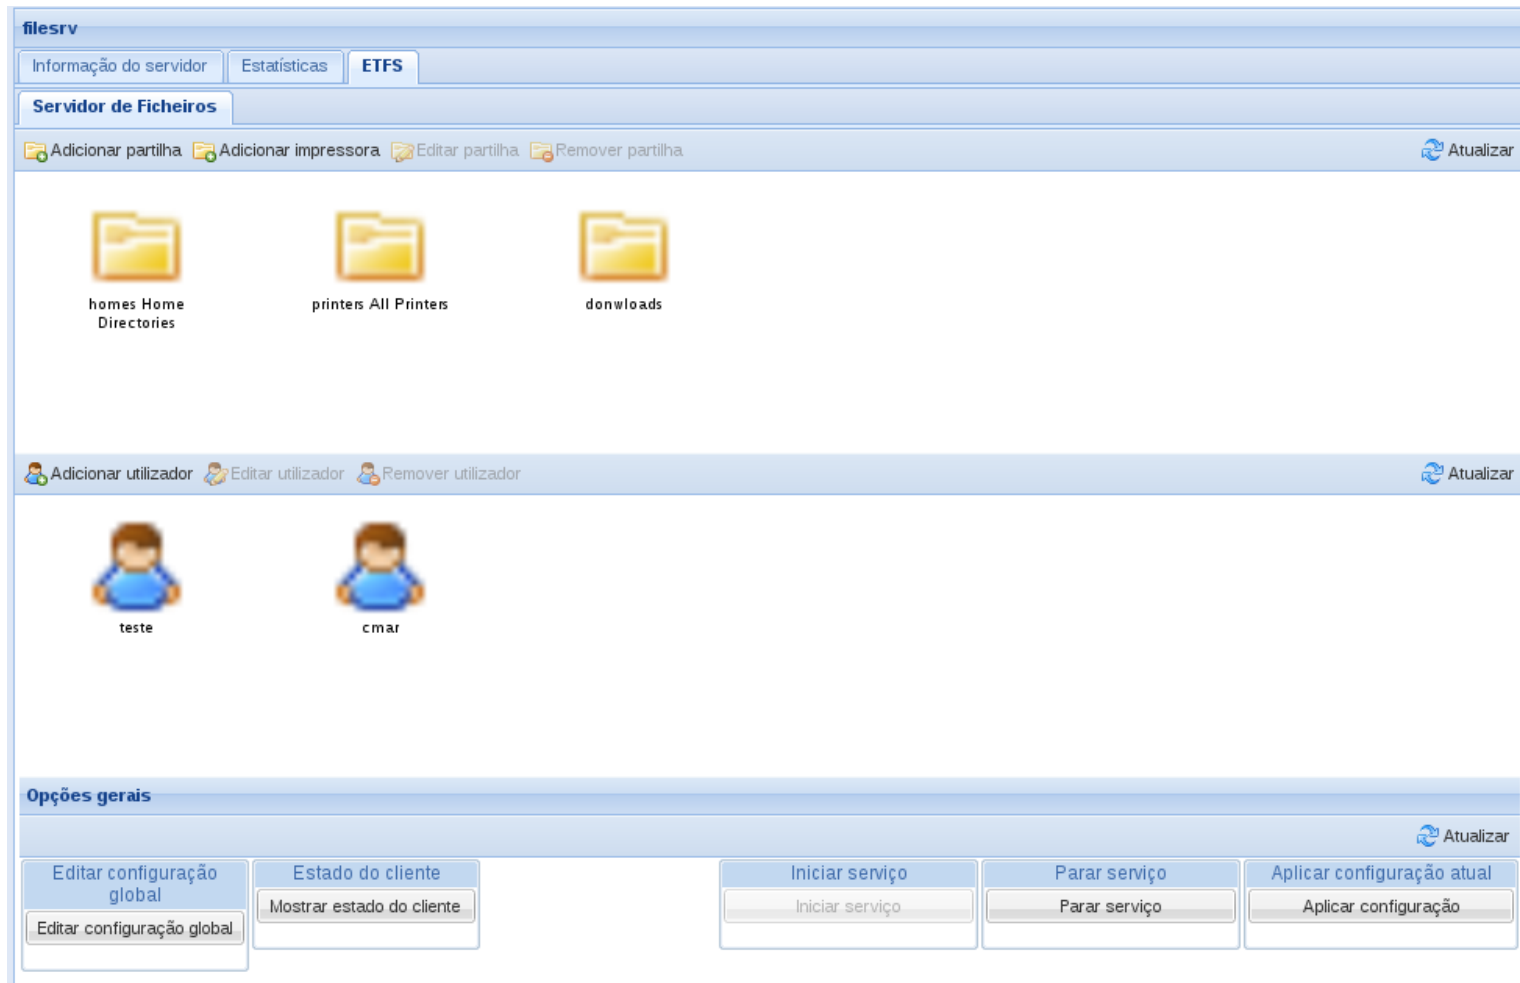 filesrv
Informação do servidor Estatísticas ETFS
Servidor de Ficheiros
Adicionar partilha Adicionar impressora Editar partilha Remover partilha Atualizar
homes Home Directories printers All Printers donwloads
Adicionar utilizador Editar utilizador Remover utilizador Atualizar
teste cmar
Opções gerais
Atualizar
Editar configuração global Estado do cliente Iniciar serviço Parar serviço Aplicar configuração atual
Editar configuração global Mostrar estado do cliente Iniciar serviço Parar serviço Aplicar configuração